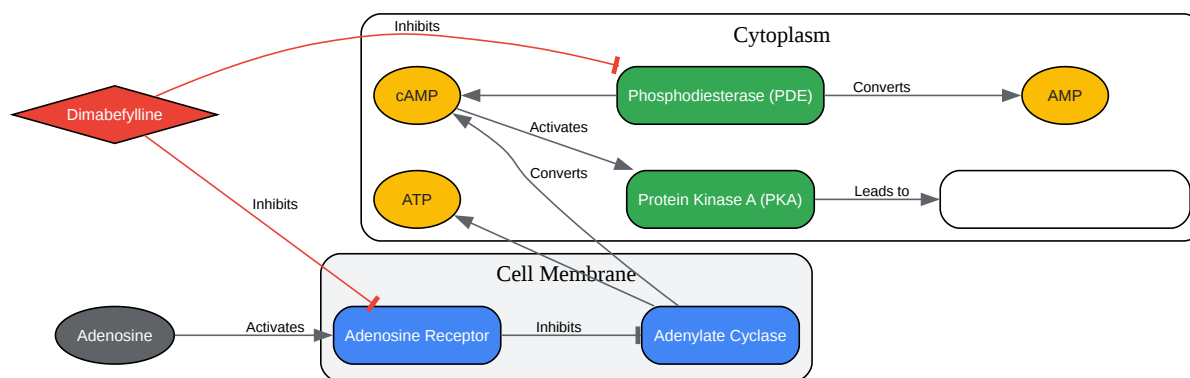 Inhibits
Cytoplasm
cAMP
Phosphodiesterase (PDE)
Converts
AMP
Dimabefylline
Activates
Converts
ATP
Protein Kinase A (PKA)
Leads to
Inhibits
Cell Membrane
Adenosine
Activates
Adenosine Receptor
Inhibits
Adenylate Cyclase